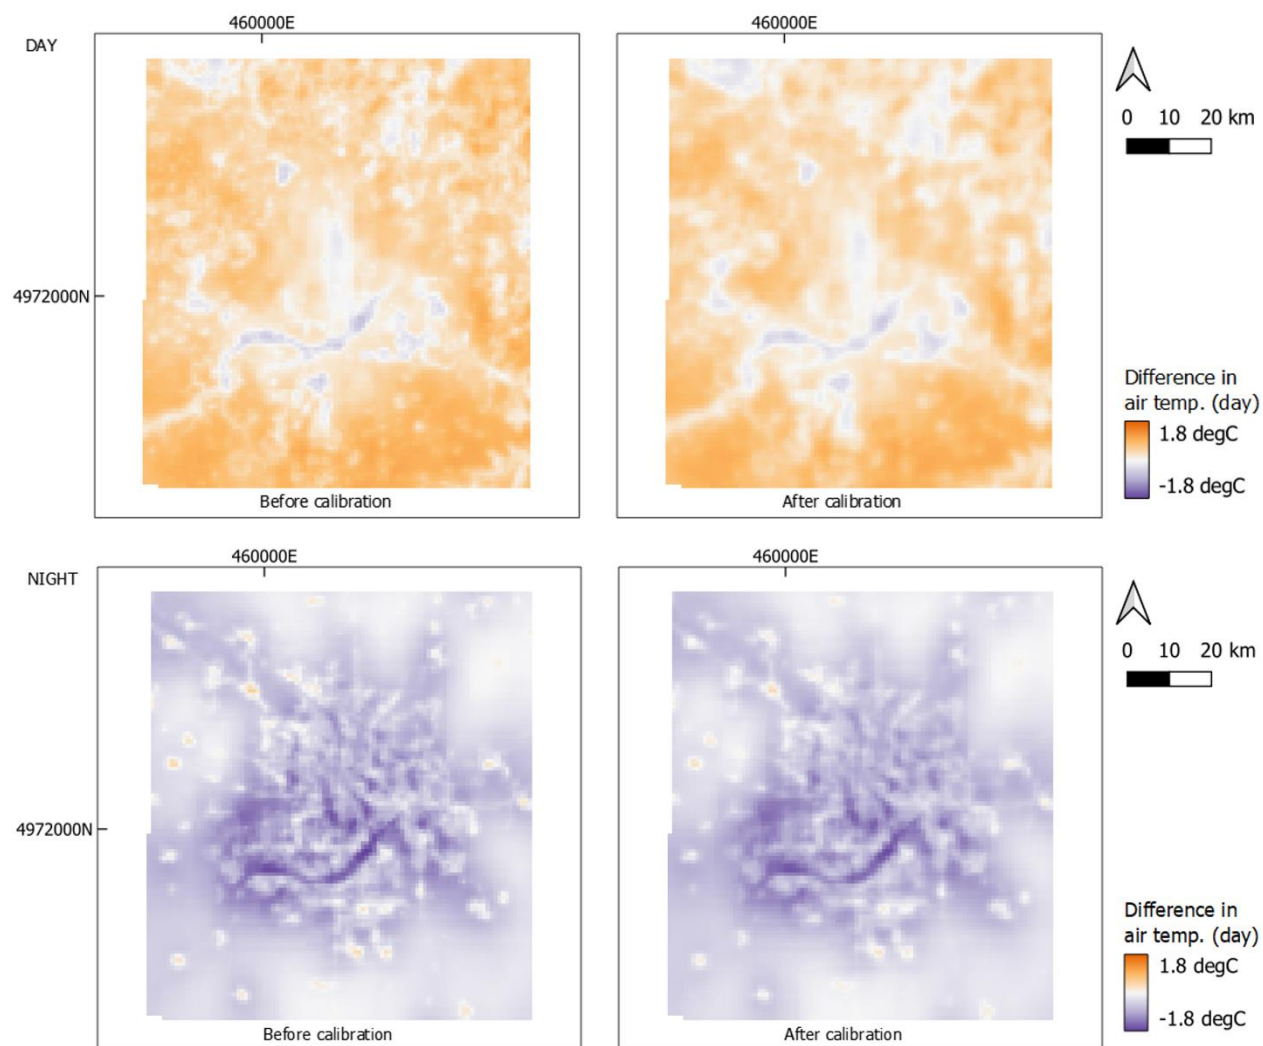 460000E
460000E
DAY
0 10 20 km
4972000N
Difference in
air temp. (day)
1.8 degC
-1.8 degC
Before calibration
After calibration
460000E
460000E
NIGHT
0 10 20 km
4972000N
Difference in
air temp. (day)
1.8 degC
-1.8 degC
Before calibration
After calibration